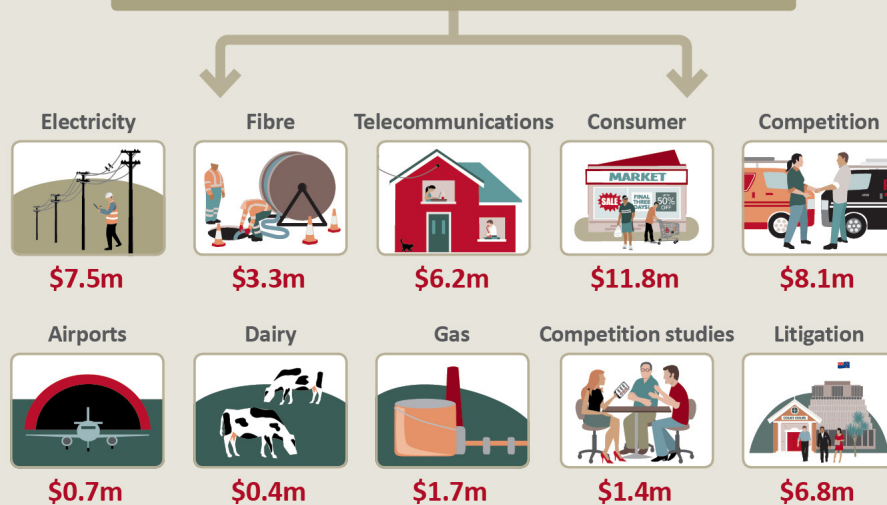 Electricity
Fibre
Telecommunications
Consumer
Competition
MARKET
SALE
FINAL
THREE
DAYS!
50%
OFF
$7.5m
$3.3m
$6.2m
$11.8m
$8.1m
Airports
Dairy
Gas
Competition studies
Litigation
COURT HOUSE
$0.7m
$0.4m
$1.7m
$1.4m
$6.8m